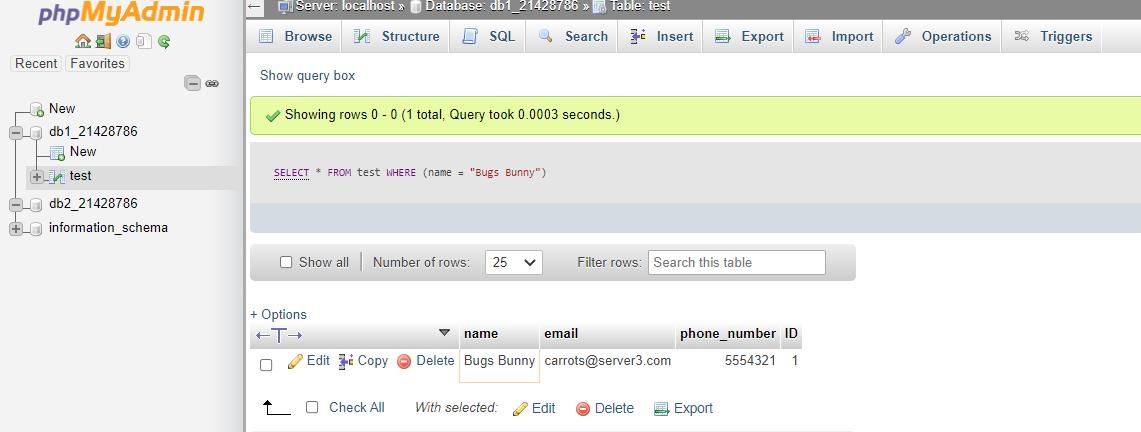 phpMyAdmin
Recent Favorites
New
db1_21428786
New
test
db2_21428786
information_schema
Server: localhost » Database: db1_21428786 » Table: test
Browse Structure SQL Search Insert Export Import Operations Triggers
Show query box
Showing rows 0 - 0 (1 total, Query took 0.0003 seconds.)
SELECT * FROM test WHERE (name = "Bugs Bunny")
Show all Number of rows: 25 Filter rows: Search this table
+ Options
name email phone_number ID
Edit Copy Delete Bugs Bunny carrots@server3.com 5554321 1
Check All With selected: Edit Delete Export